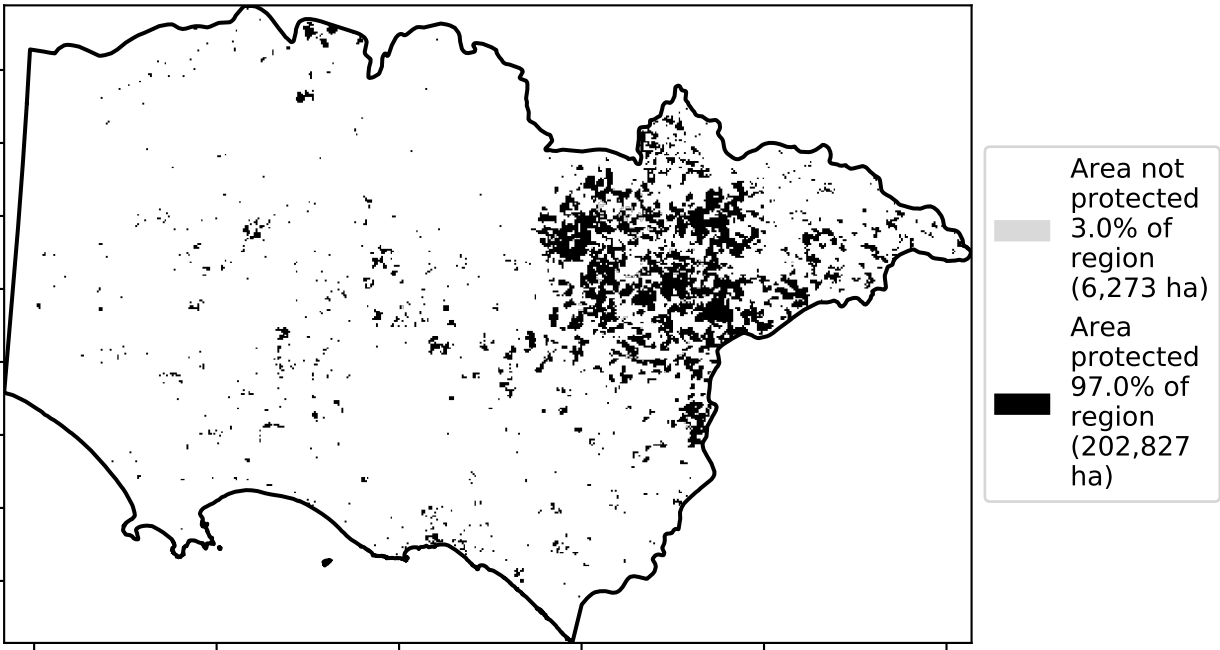 Area not
protected
3.0% of
region
(6,273 ha)
Area
protected
97.0% of
region
(202,827
ha)